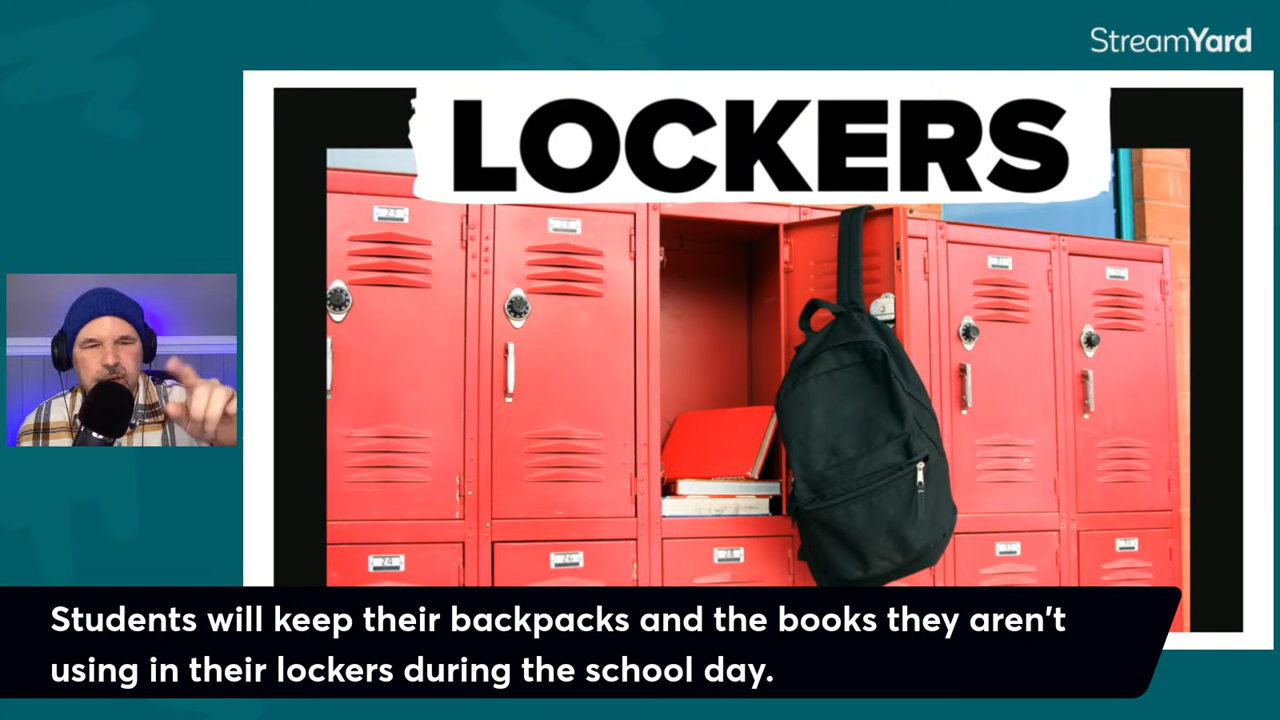 StreamYard
LOCKERS
Students will keep their backpacks and the books they aren't
using in their lockers during the school day.